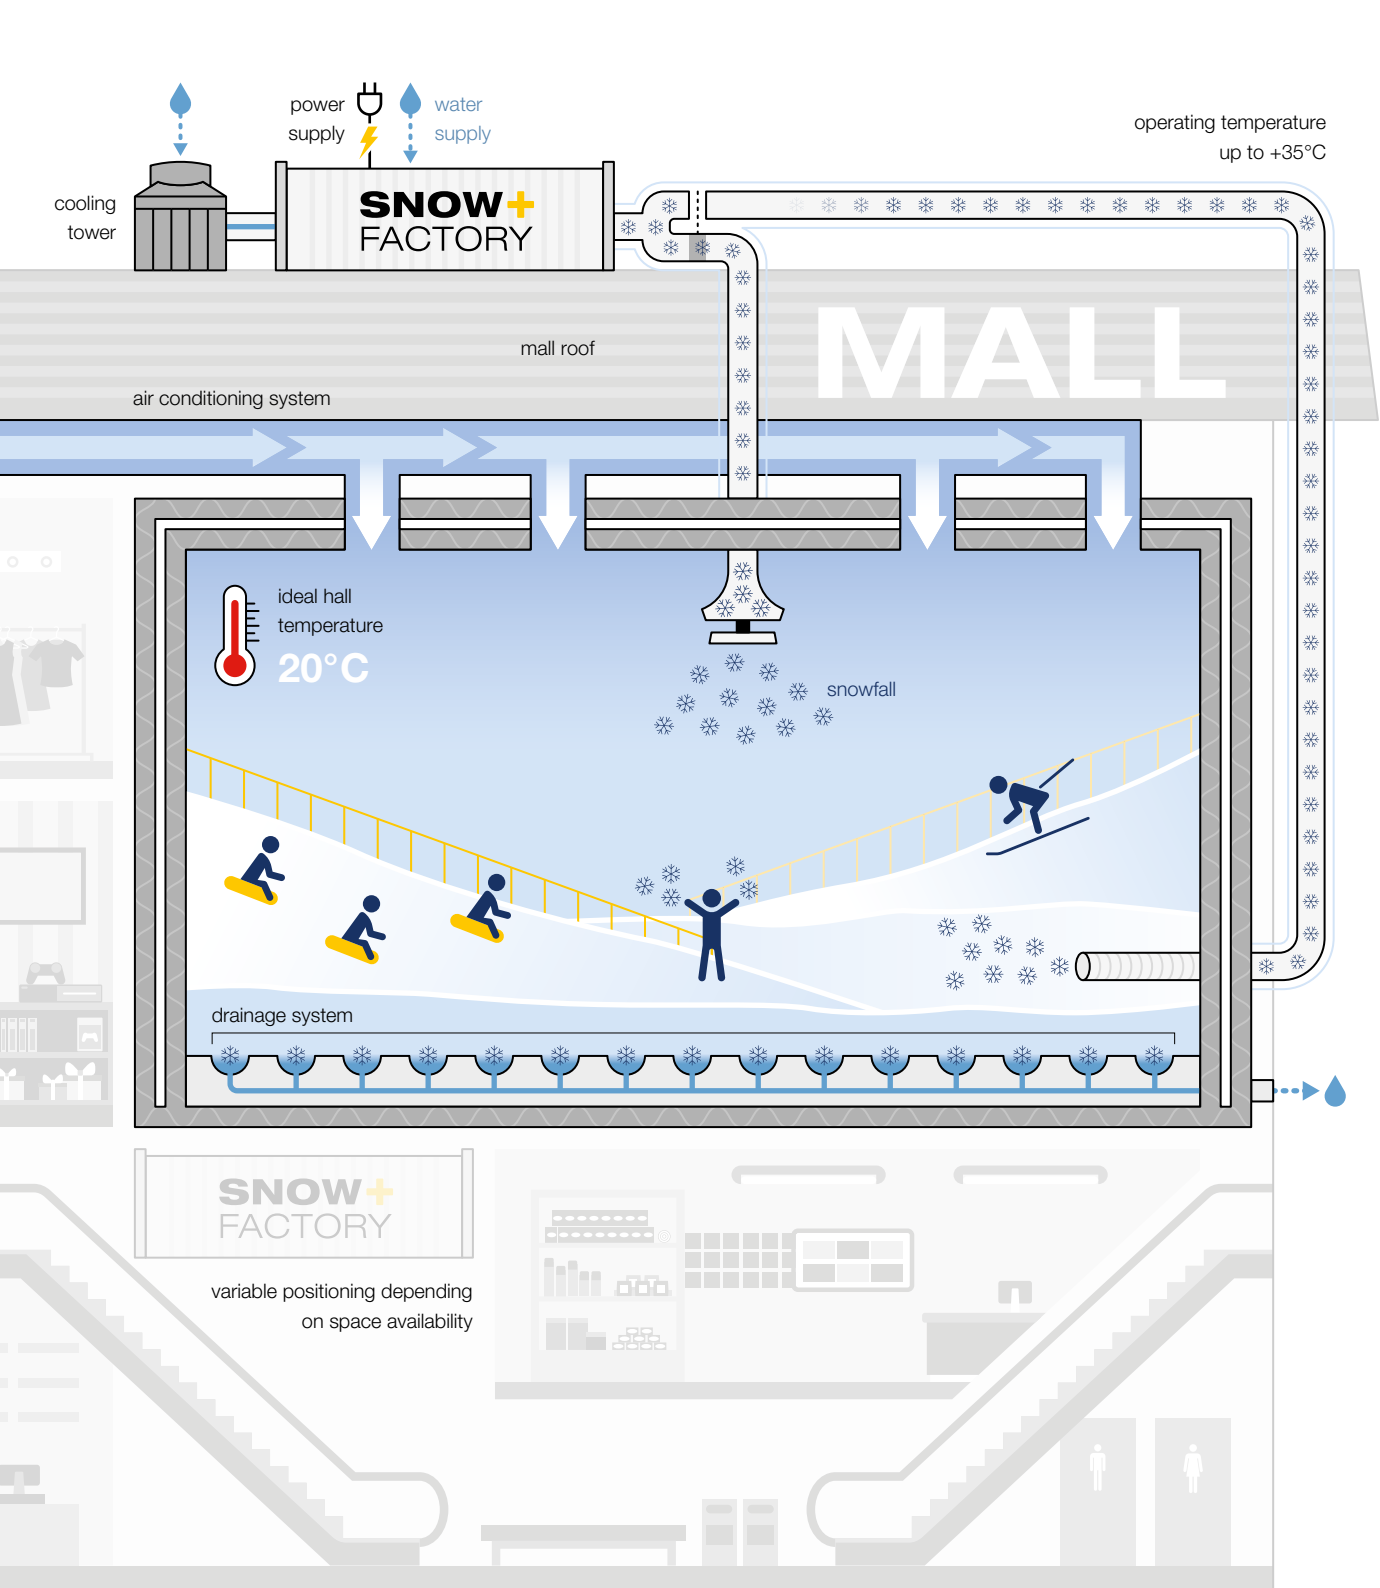 power
supply
water
supply
operating temperature
up to +35°C
cooling
tower
SNOW+
FACTORY
MALL
mall roof
air conditioning system
ideal hall
temperature
20°C
snowfall
drainage system
SNOW+
FACTORY
variable positioning depending
on space availability